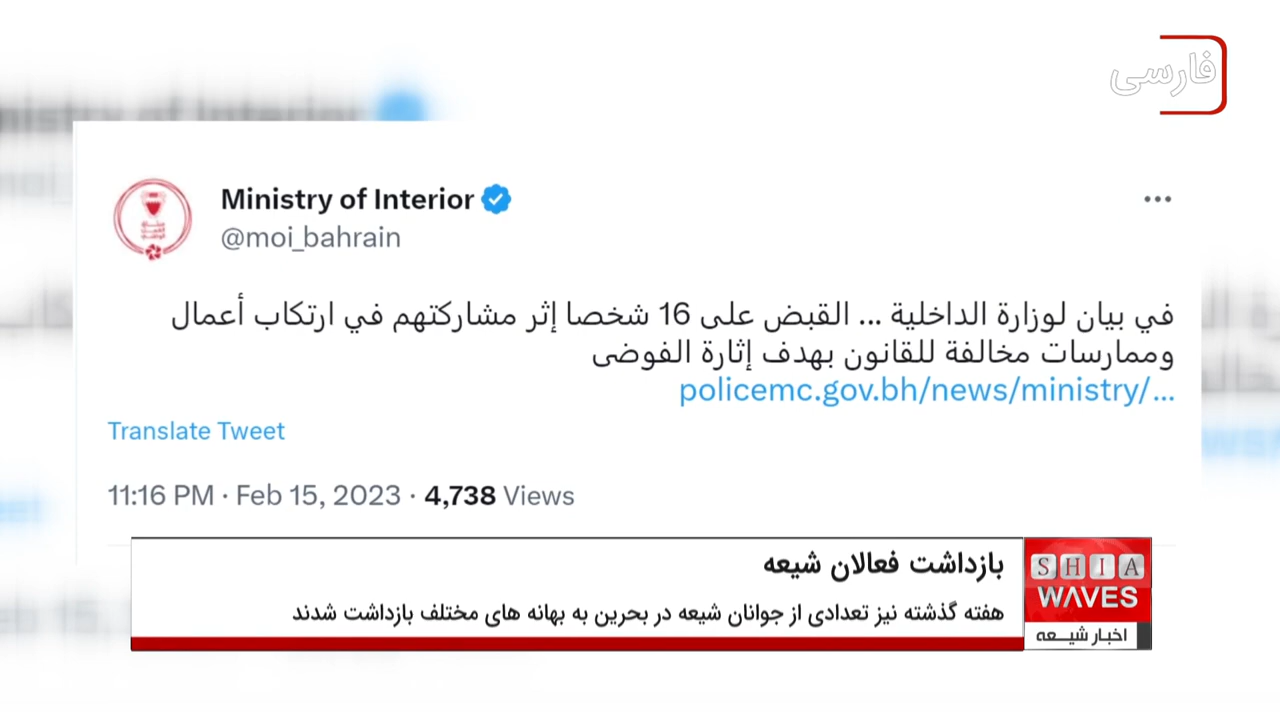 فارسی
Ministry of Interior
@moi_bahrain
في بيان لوزارة الداخلية ... القبض على 16 شخصا إثر مشاركتهم في ارتكاب أعمال
وممارسات مخالفة للقانون بهدف إثارة الفوضى
policemc.gov.bh/news/ministry/...
Translate Tweet
11:16 PM · Feb 15, 2023 · 4,738 Views
بازداشت فعالان شیعه
هفته گذشته نیز تعدادی از جوانان شیعه در بحرین به بهانه های مختلف بازداشت شدند
SHIA
WAVES
اخبار شیعه